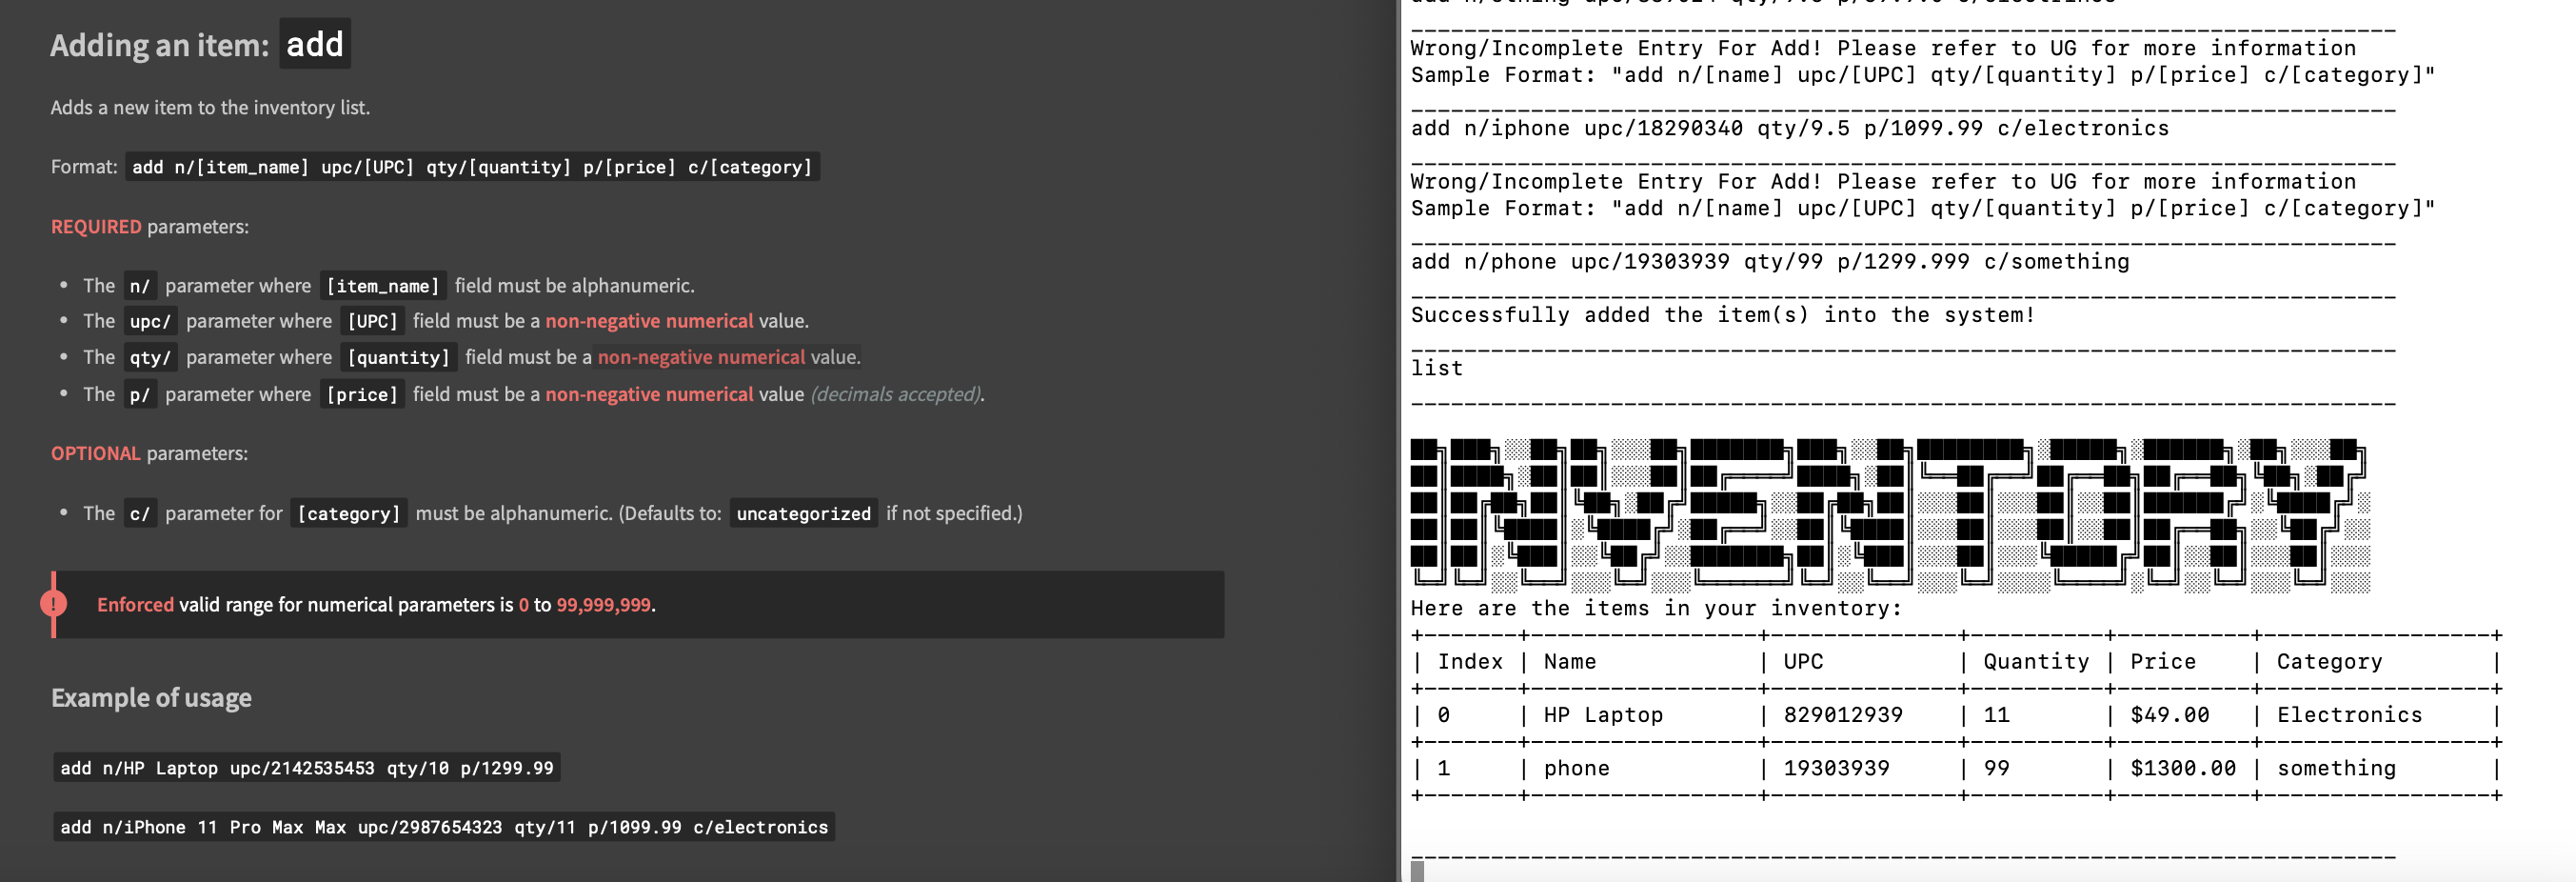 Adding an item: add
Adds a new item to the inventory list.
Format: add n/[item_name] upc/[UPC] qty/[quantity] p/[price] c/[category]
REQUIRED parameters:
• The n/ parameter where [item_name] field must be alphanumeric.
• The upc/ parameter where [UPC] field must be a non-negative numerical value.
• The qty/ parameter where [quantity] field must be a non-negative numerical value.
• The p/ parameter where [price] field must be a non-negative numerical value (decimals accepted).
OPTIONAL parameters:
• The c/ parameter for [category] must be alphanumeric. (Defaults to: uncategorized if not specified.)
! Enforced valid range for numerical parameters is 0 to 99,999,999.
Example of usage
add n/HP Laptop upc/2142535453 qty/10 p/1299.99
add n/iPhone 11 Pro Max Max upc/2987654323 qty/11 p/1099.99 c/electronics
Wrong/Incomplete Entry For Add! Please refer to UG for more information
Sample Format: "add n/[name] upc/[UPC] qty/[quantity] p/[price] c/[category]"
add n/iphone upc/18290340 qty/9.5 p/1099.99 c/electronics
Wrong/Incomplete Entry For Add! Please refer to UG for more information
Sample Format: "add n/[name] upc/[UPC] qty/[quantity] p/[price] c/[category]"
add n/phone upc/19303939 qty/99 p/1299.999 c/something
Successfully added the item(s) into the system!
list
INVENTORY
Here are the items in your inventory:
| Index | Name | UPC | Quantity | Price | Category |
| 0 | HP Laptop | 829012939 | 11 | $49.00 | Electronics |
| 1 | phone | 19303939 | 99 | $1300.00 | something |